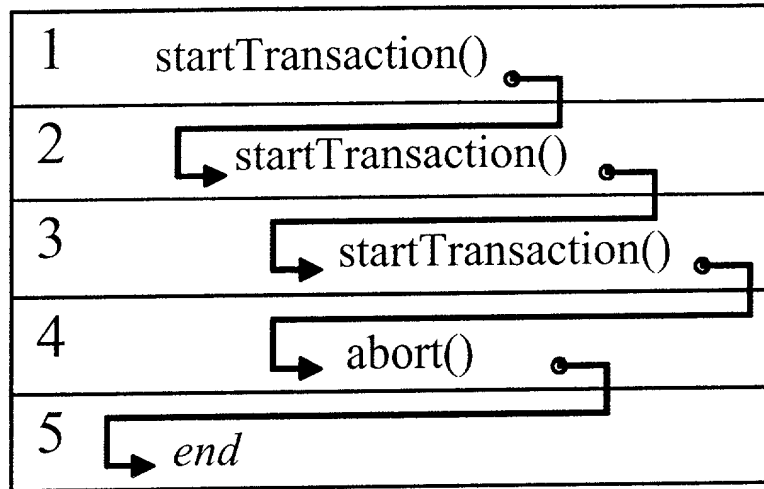 1 startTransaction()
2 startTransaction()
3 startTransaction()
4 abort()
5 end